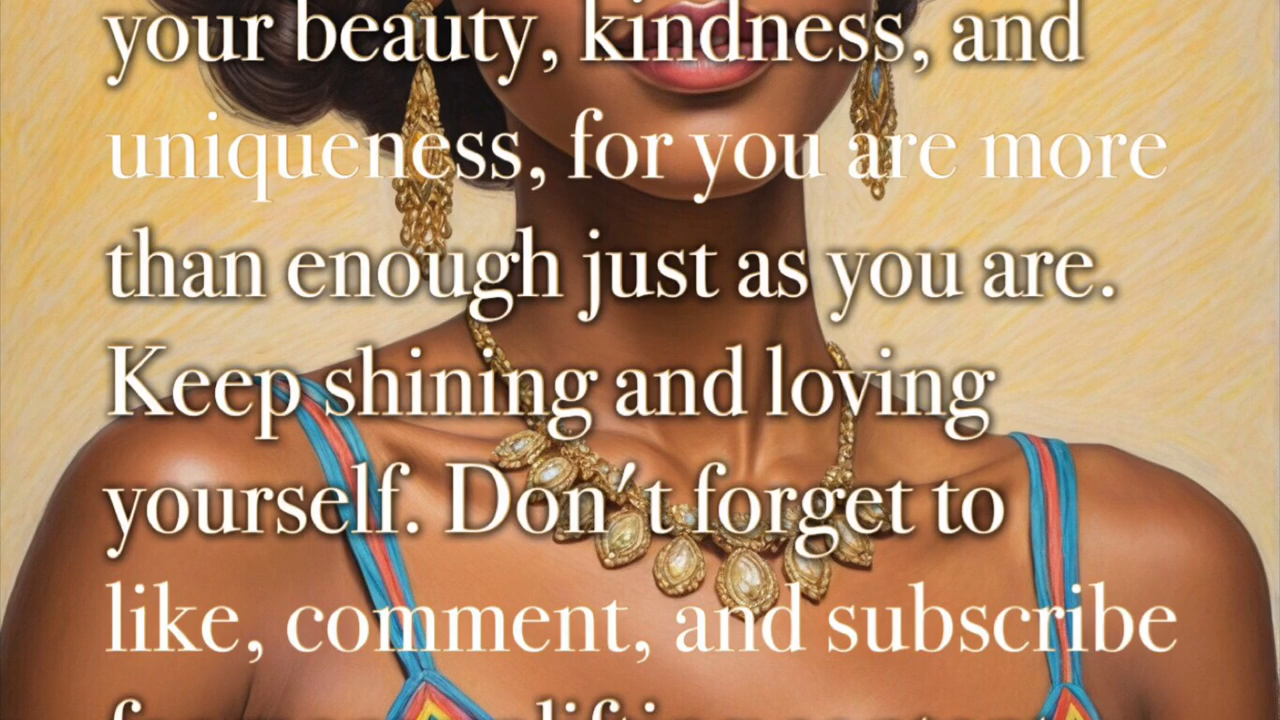 your beauty, kindness, and
uniqueness, for you are more
than enough just as you are.
Keep shining and loving
yourself. Don't forget to
like, comment, and subscribe